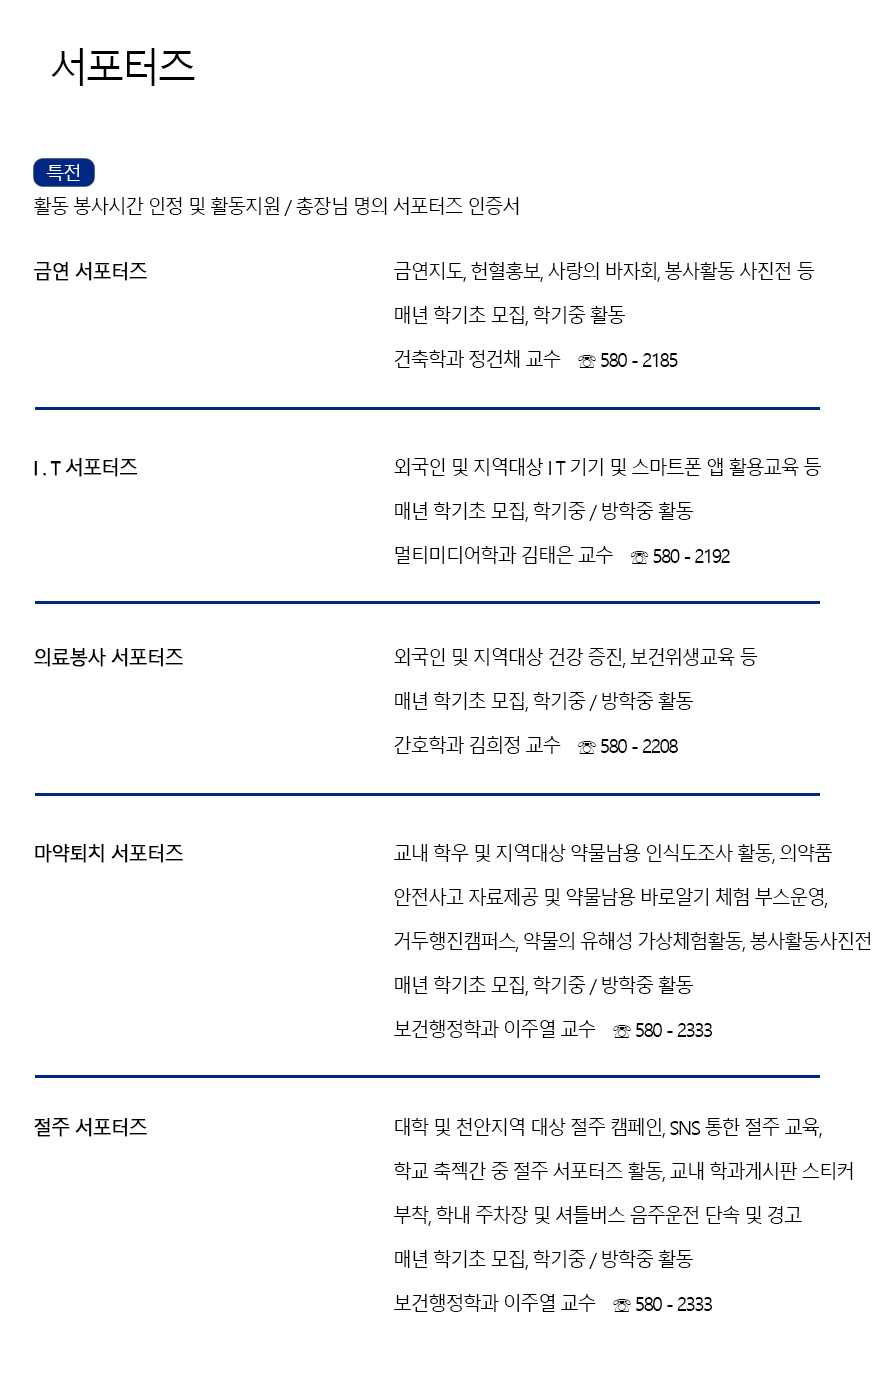 서포터즈
특전
활동 봉사시간 인정 및 활동지원 / 총장님 명의 서포터즈 인증서
금연 서포터즈
금연지도, 헌혈홍보, 사랑의 바자회, 봉사활동 사진전 등
매년 학기초 모집, 학기중 활동
건축학과 정건채 교수 ☏ 580 - 2185
I . T 서포터즈
외국인 및 지역대상 I T 기기 및 스마트폰 앱 활용교육 등
매년 학기초 모집, 학기중 / 방학중 활동
멀티미디어학과 김태은 교수 ☏ 580 - 2192
의료봉사 서포터즈
외국인 및 지역대상 건강 증진, 보건위생교육 등
매년 학기초 모집, 학기중 / 방학중 활동
간호학과 김희정 교수 ☏ 580 - 2208
마약퇴치 서포터즈
교내 학우 및 지역대상 약물남용 인식도조사 활동, 의약품
안전사고 자료제공 및 약물남용 바로알기 체험 부스운영,
거두행진캠퍼스, 약물의 유해성 가상체험활동, 봉사활동사진전
매년 학기초 모집, 학기중 / 방학중 활동
보건행정학과 이주열 교수 ☏ 580 - 2333
절주 서포터즈
대학 및 천안지역 대상 절주 캠페인, SNS 통한 절주 교육,
학교 축젝간 중 절주 서포터즈 활동, 교내 학과게시판 스티커
부착, 학내 주차장 및 셔틀버스 음주운전 단속 및 경고
매년 학기초 모집, 학기중 / 방학중 활동
보건행정학과 이주열 교수 ☏ 580 - 2333